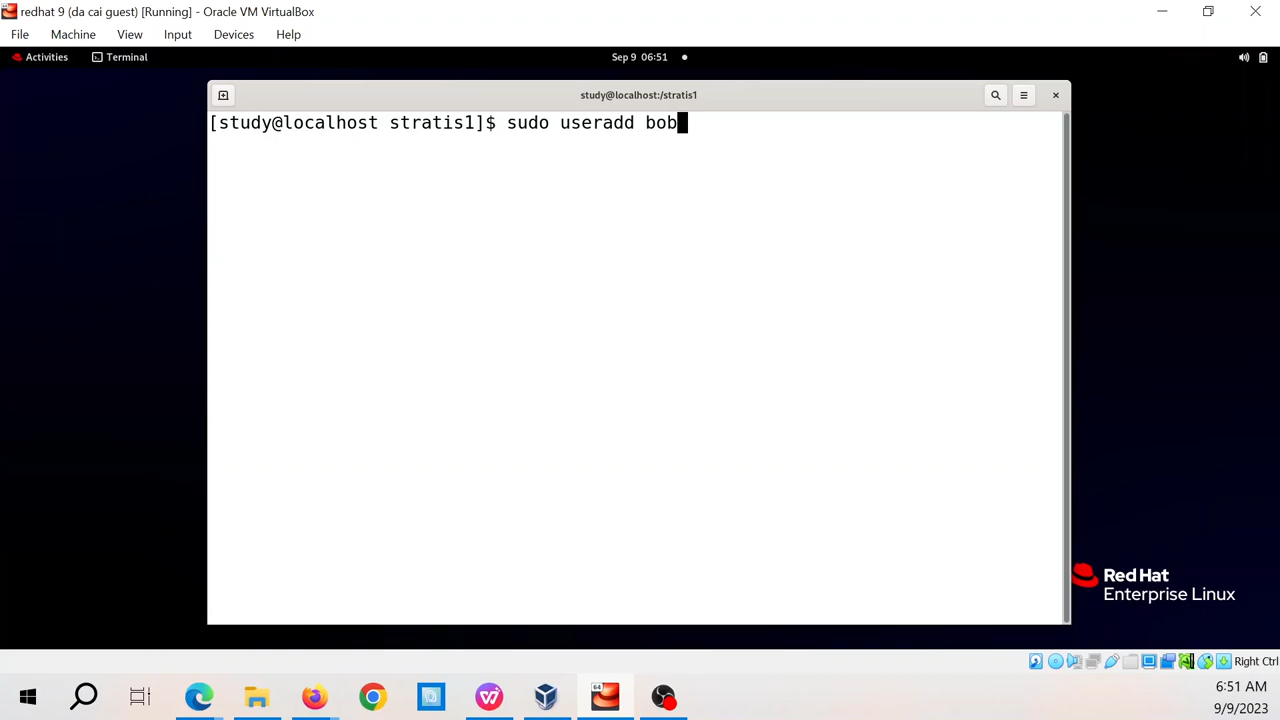 redhat 9 (da cai guest) [Running] - Oracle VM VirtualBox
File Machine View Input Devices Help
Activities Terminal Sep 9 06:51
study@localhost:/stratis1
[study@localhost stratis1]$ sudo useradd bob
Red Hat
Enterprise Linux
Right Ctrl
64
6:51 AM
9/9/2023